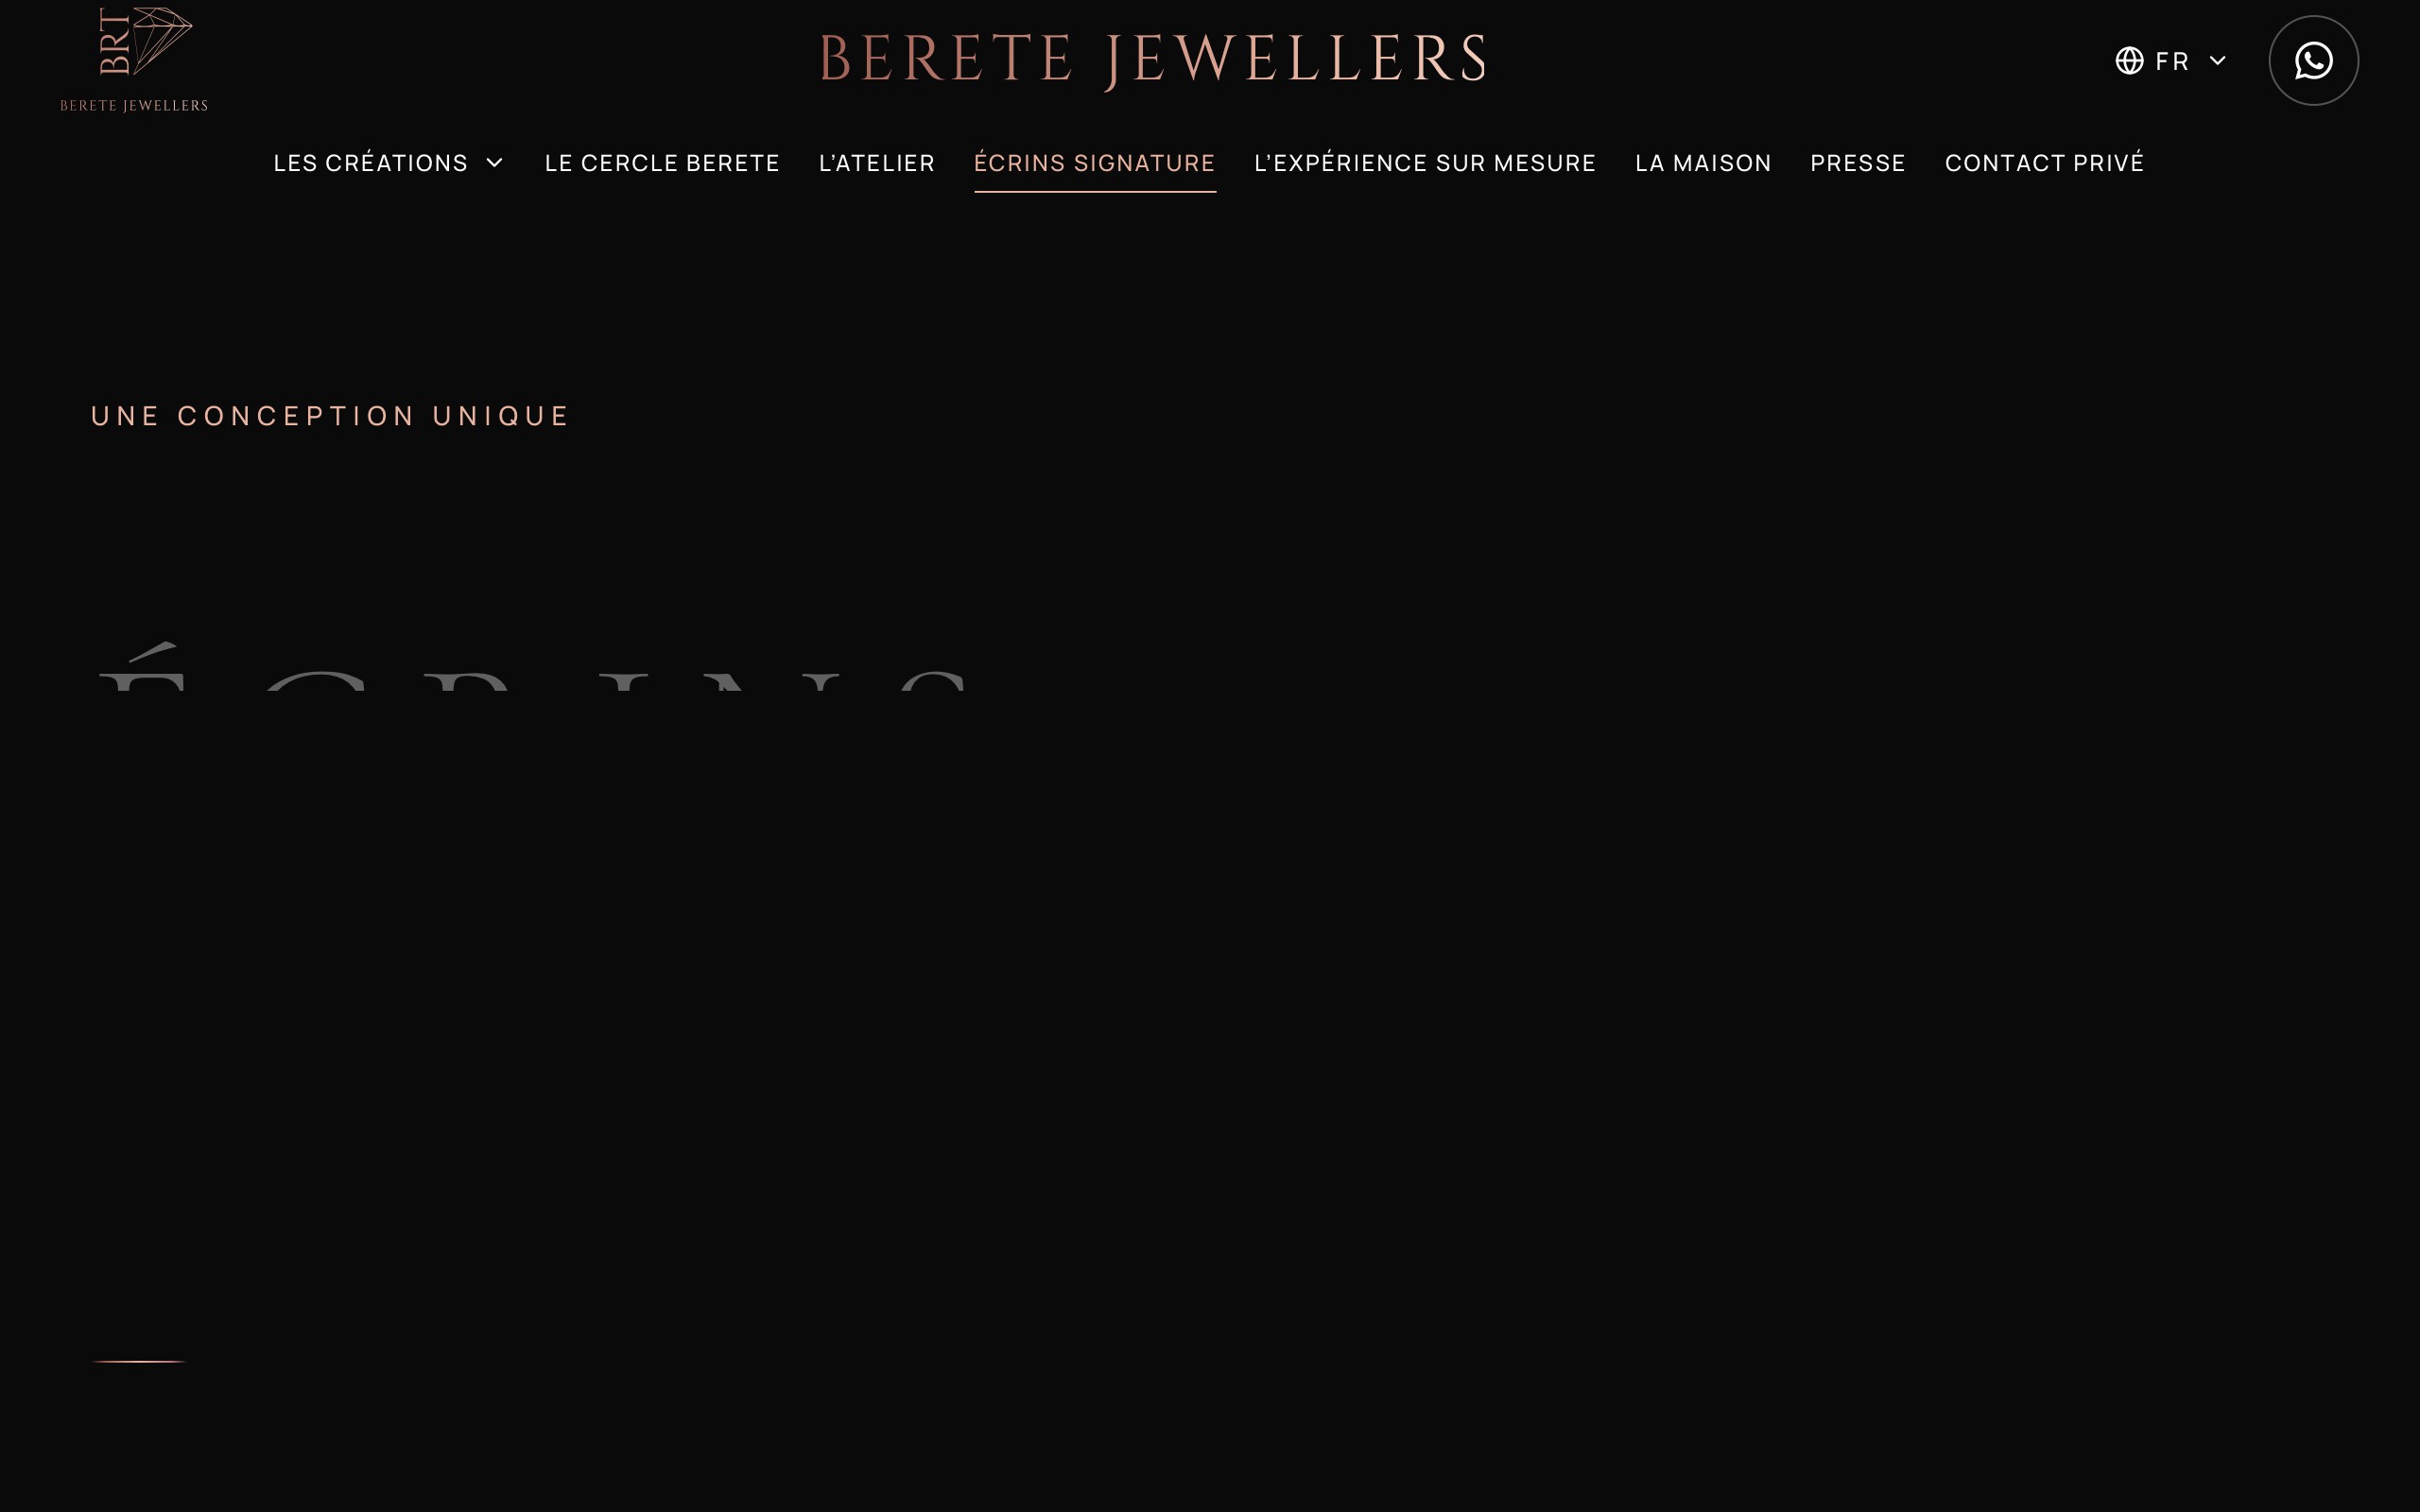 BRT
BERETE JEWELLERS
BERETE JEWELLERS
FR
LES CRÉATIONS
LE CERCLE BERETE
L’ATELIER
ÉCRINS SIGNATURE
L’EXPÉRIENCE SUR MESURE
LA MAISON
PRESSE
CONTACT PRIVÉ
UNE CONCEPTION UNIQUE